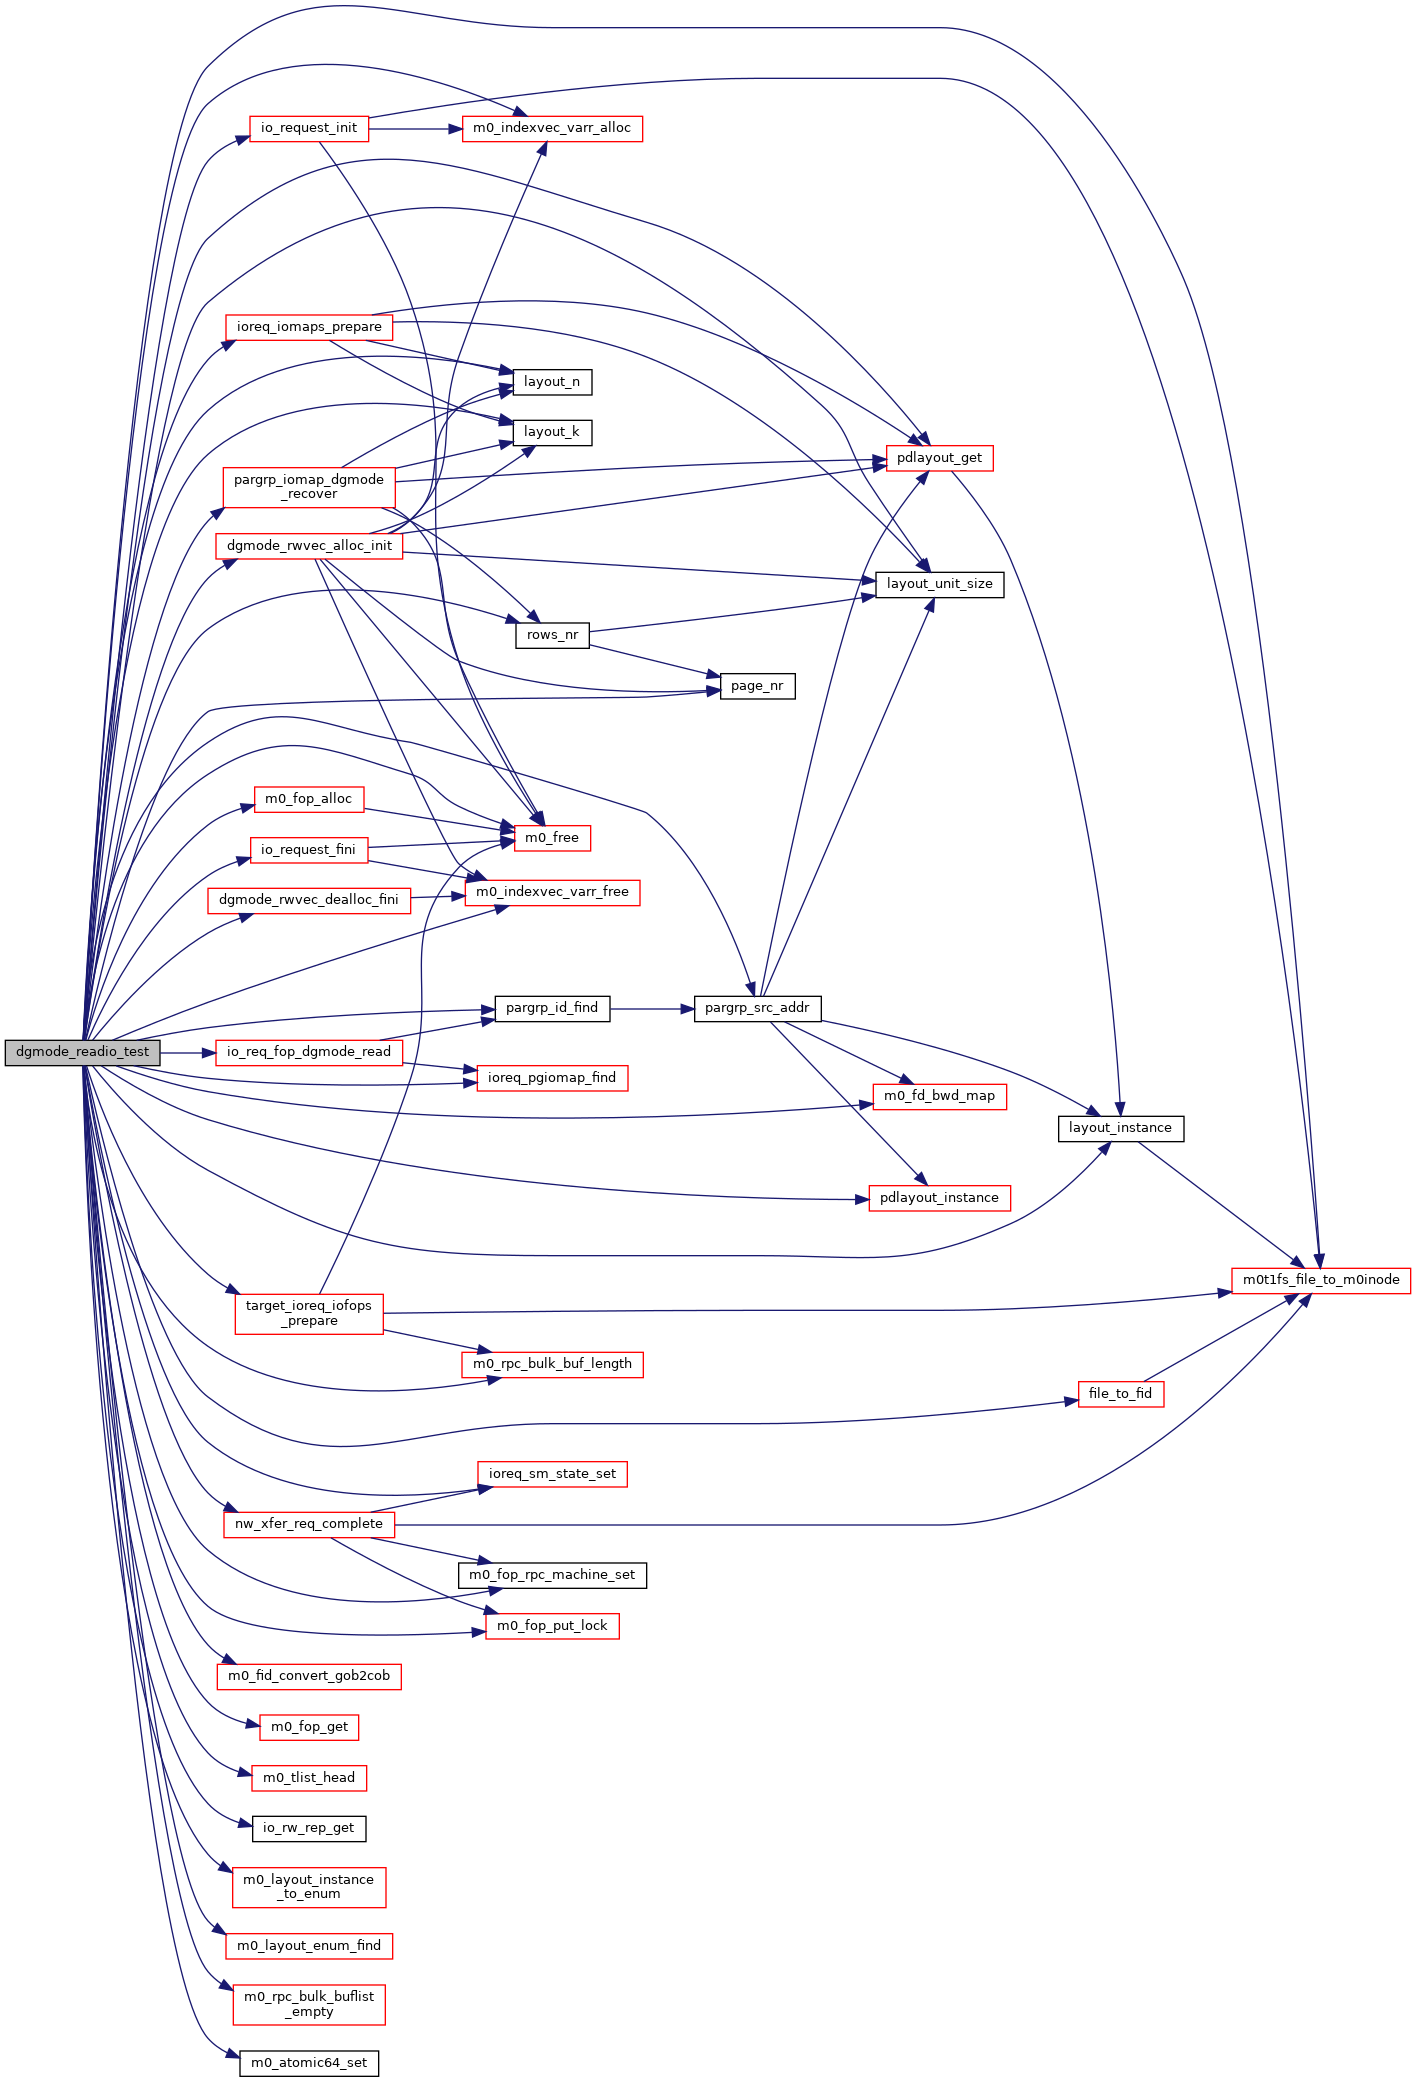 io_request_init
m0_indexvec_varr_alloc
ioreq_iomaps_prepare
layout_n
layout_k
pdlayout_get
pargrp_iomap_dgmode
_recover
dgmode_rwvec_alloc_init
layout_unit_size
rows_nr
page_nr
m0_fop_alloc
m0_free
io_request_fini
m0_indexvec_varr_free
dgmode_rwvec_dealloc_fini
pargrp_id_find
pargrp_src_addr
dgmode_readio_test
io_req_fop_dgmode_read
ioreq_pgiomap_find
m0_fd_bwd_map
layout_instance
pdlayout_instance
m0t1fs_file_to_m0inode
target_ioreq_iofops
_prepare
m0_rpc_bulk_buf_length
file_to_fid
ioreq_sm_state_set
nw_xfer_req_complete
m0_fop_rpc_machine_set
m0_fop_put_lock
m0_fid_convert_gob2cob
m0_fop_get
m0_tlist_head
io_rw_rep_get
m0_layout_instance
_to_enum
m0_layout_enum_find
m0_rpc_bulk_buflist
_empty
m0_atomic64_set